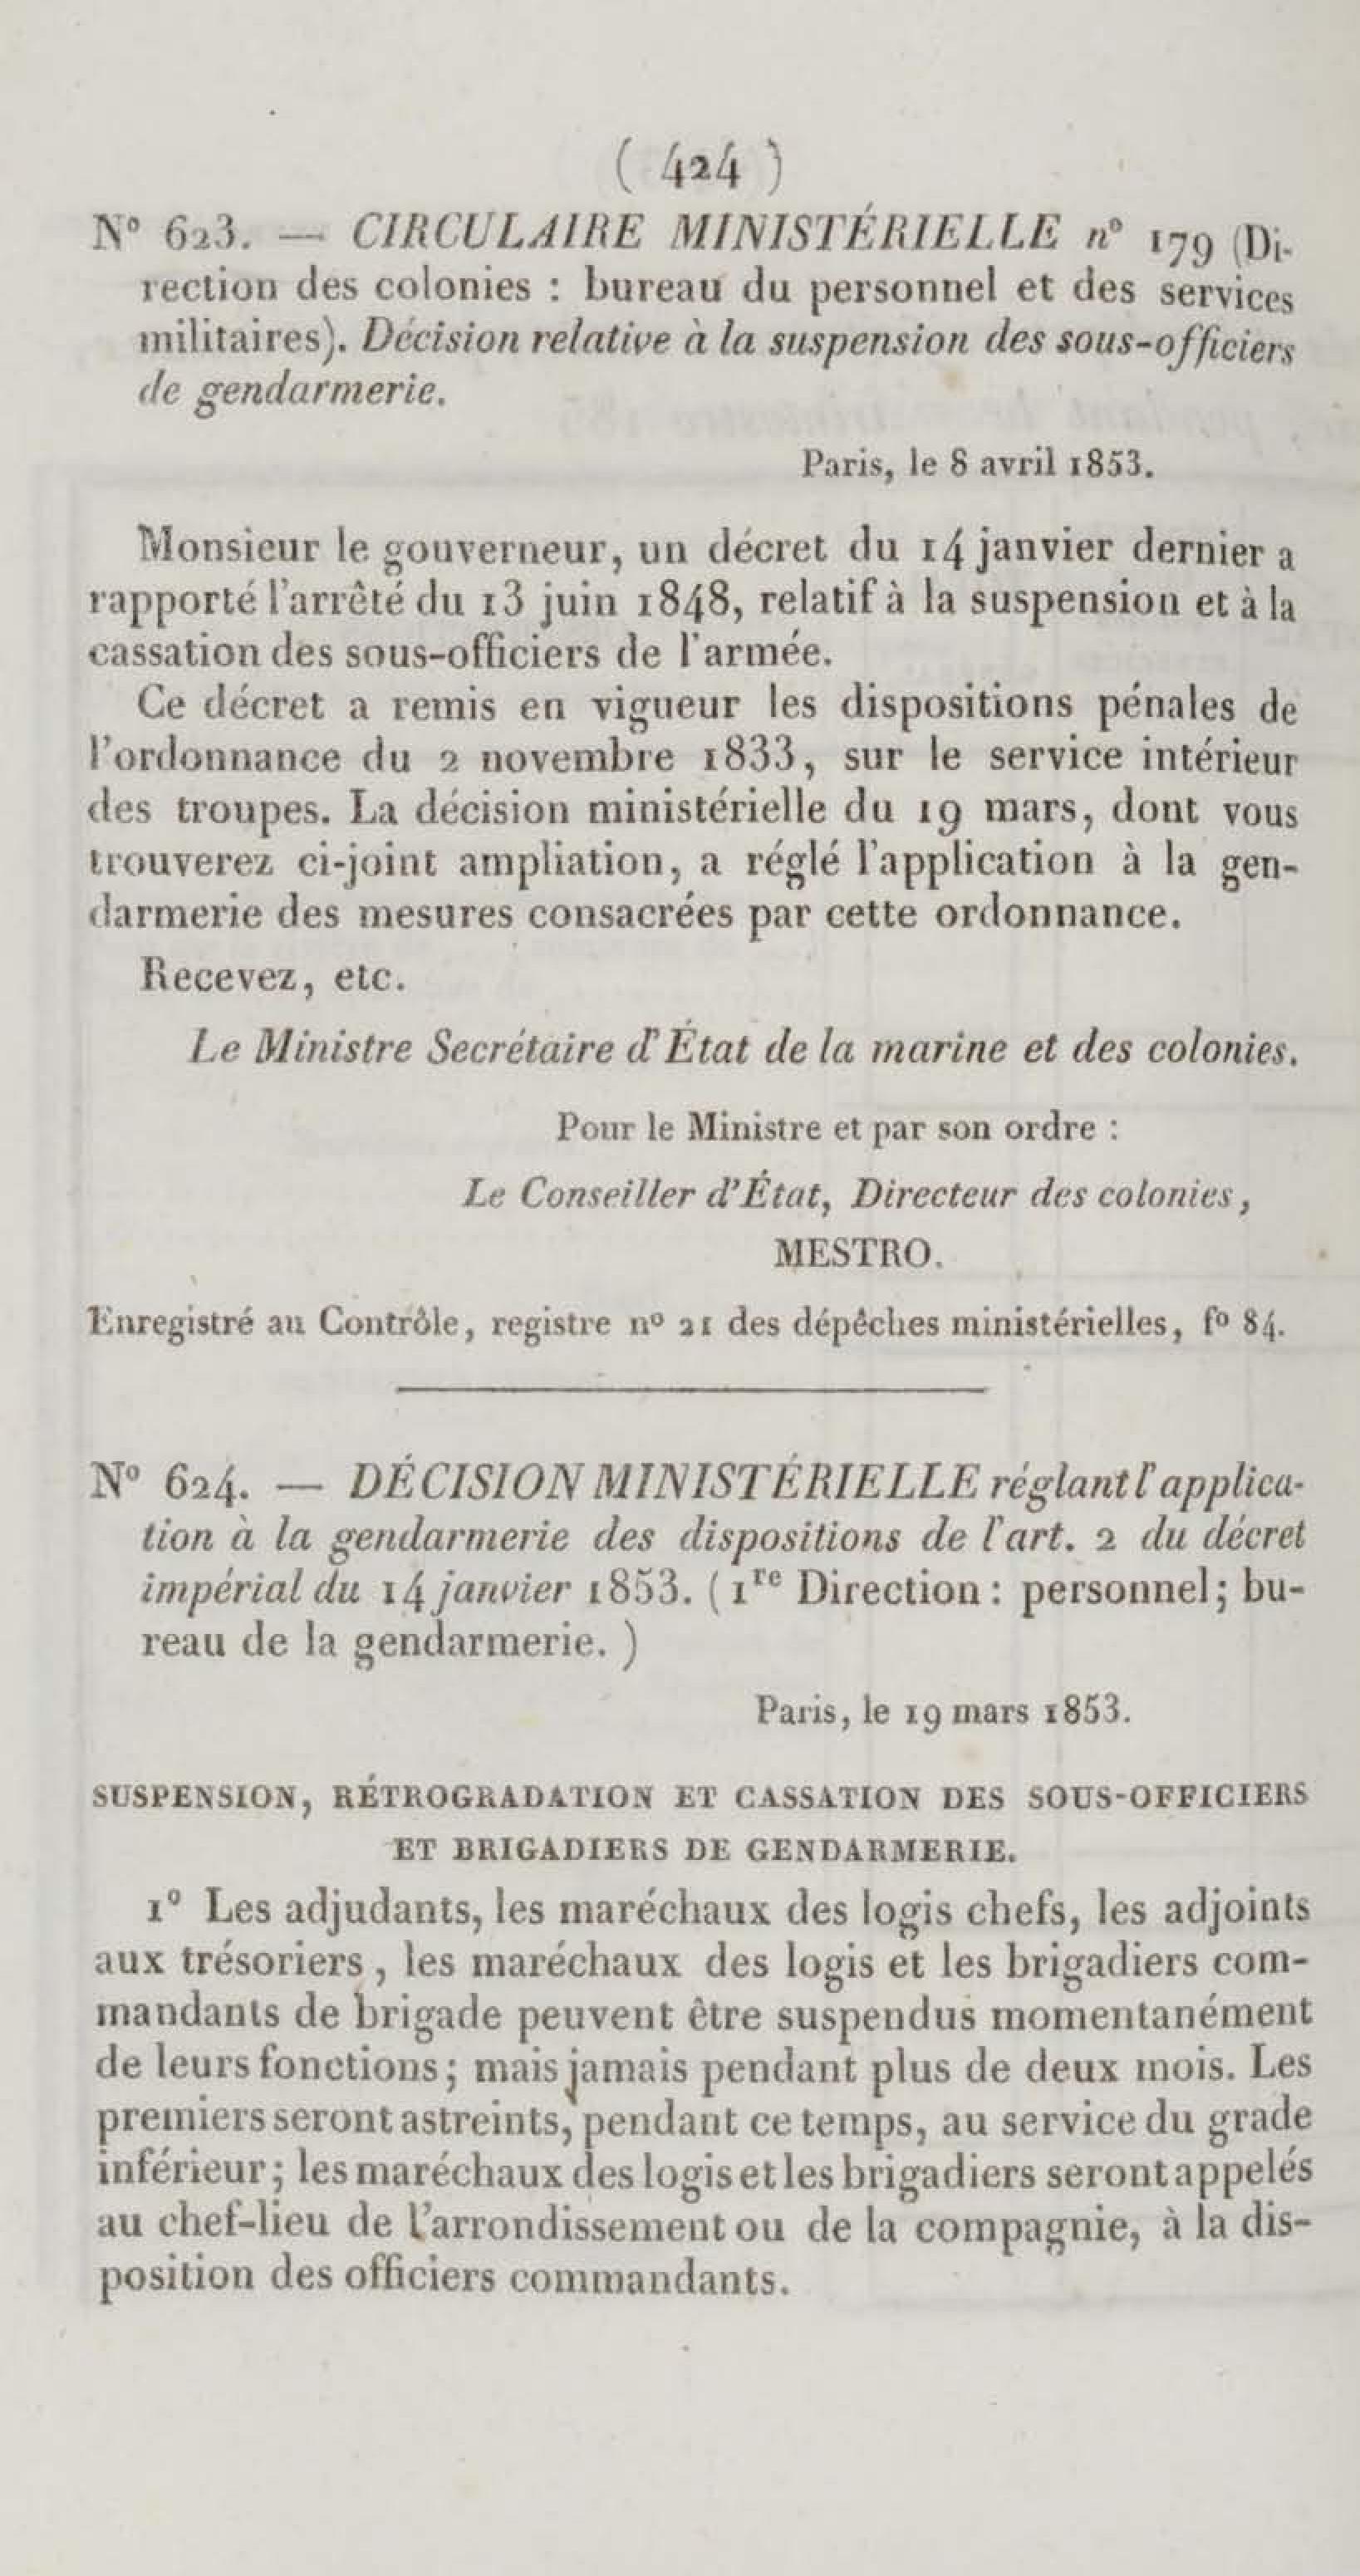 ( 424 )
N° 623. — CIRCULAIRE MINISTÉRIELLE n° 179 (Di-
rection des colonies : bureau du personnel et des services
militaires). Décision relative à la suspension des sous-officiers
de gendarmerie.
Paris, le 8 avril 1853.
Monsieur le gouverneur, un décret du 14 janvier dernier a
rapporté l'arrêté du 13 juin 1848, relatif à la suspension et à la
cassation des sous-officiers de l'armée.
Ce décret a remis en vigueur les dispositions pénales de
l'ordonnance du 2 novembre 1833, sur le service intérieur
des troupes. La décision ministérielle du 19 mars, dont vous
trouverez ci-joint ampliation, a réglé l'application à la gen-
darmerie des mesures consacrées par cette ordonnance.
Recevez, etc.
Le Ministre Secrétaire d'État de la marine et des colonies.
Pour le Ministre et par son ordre :
Le Conseiller d'État, Directeur des colonies,
MESTRO.
Enregistré au Contrôle, registre n° 21 des dépêches ministérielles, f° 84.
N° 624. — DÉCISION MINISTÉRIELLE réglant l'applica-
tion à la gendarmerie des dispositions de l'art. 2 du décret
impérial du 14 janvier 1853. (1re Direction : personnel; bu-
reau de la gendarmerie.)
Paris, le 19 mars 1853.
SUSPENSION, RÉTROGRADATION ET CASSATION DES SOUS-OFFICIERS
ET BRIGADIERS DE GENDARMERIE.
1° Les adjudants, les maréchaux des logis chefs, les adjoints
aux trésoriers, les maréchaux des logis et les brigadiers com-
mandants de brigade peuvent être suspendus momentanément
de leurs fonctions; mais jamais pendant plus de deux mois. Les
premiers seront astreints, pendant ce temps, au service du grade
inférieur; les maréchaux des logis et les brigadiers seront appelés
au chef-lieu de l'arrondissement ou de la compagnie, à la dis-
position des officiers commandants.